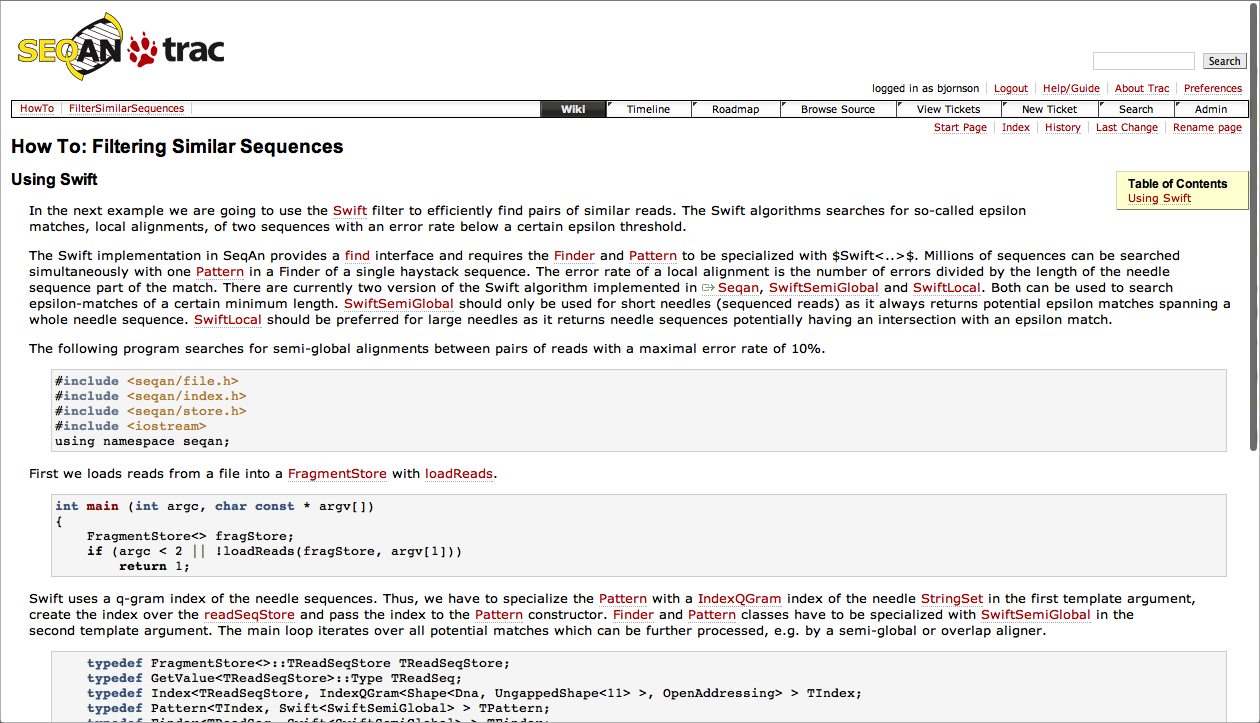 SEQAN trac
Search
logged in as bjornson Logout Help/Guide About Trac Preferences
HowTo FilterSimilarSequences Wiki Timeline Roadmap Browse Source View Tickets New Ticket Search Admin
Start Page Index History Last Change Rename page
How To: Filtering Similar Sequences
Using Swift
Table of Contents
Using Swift
In the next example we are going to use the Swift filter to efficiently find pairs of similar reads. The Swift algorithms searches for so-called epsilon
matches, local alignments, of two sequences with an error rate below a certain epsilon threshold.
The Swift implementation in SeqAn provides a find interface and requires the Finder and Pattern to be specialized with $Swift<..>$. Millions of sequences can be searched
simultaneously with one Pattern in a Finder of a single haystack sequence. The error rate of a local alignment is the number of errors divided by the length of the needle
sequence part of the match. There are currently two version of the Swift algorithm implemented in Seqan, SwiftSemiGlobal and SwiftLocal. Both can be used to search
epsilon-matches of a certain minimum length. SwiftSemiGlobal should only be used for short needles (sequenced reads) as it always returns potential epsilon matches spanning a
whole needle sequence. SwiftLocal should be preferred for large needles as it returns needle sequences potentially having an intersection with an epsilon match.
The following program searches for semi-global alignments between pairs of reads with a maximal error rate of 10%.
#include <seqan/file.h>
#include <seqan/index.h>
#include <seqan/store.h>
#include <iostream>
using namespace seqan;
First we loads reads from a file into a FragmentStore with loadReads.
int main (int argc, char const * argv[])
{
FragmentStore<> fragStore;
if (argc < 2 || !loadReads(fragStore, argv[1]))
return 1;
Swift uses a q-gram index of the needle sequences. Thus, we have to specialize the Pattern with a IndexQGram index of the needle StringSet in the first template argument,
create the index over the readSeqStore and pass the index to the Pattern constructor. Finder and Pattern classes have to be specialized with SwiftSemiGlobal in the
second template argument. The main loop iterates over all potential matches which can be further processed, e.g. by a semi-global or overlap aligner.
typedef FragmentStore<>::TReadSeqStore TReadSeqStore;
typedef GetValue<TReadSeqStore>::Type TReadSeq;
typedef Index<TReadSeqStore, IndexQGram<Shape<Dna, UngappedShape<11> >, OpenAddressing> > TIndex;
typedef Pattern<TIndex, Swift<SwiftSemiGlobal> > TPattern;
typedef Finder<TReadSeq, Swift<SwiftSemiGlobal> > TFinder;